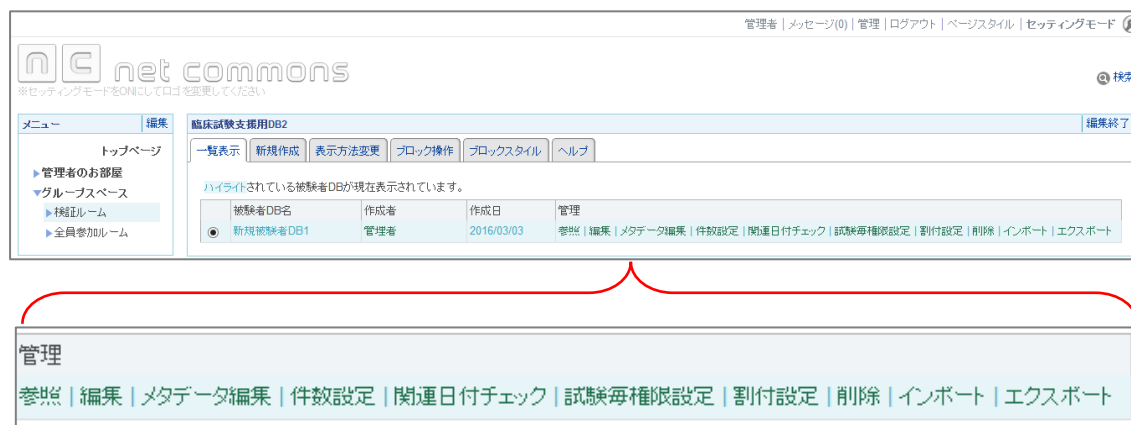 管理者 | メッセージ(0) | 管理 | ログアウト | ページスタイル | セッティングモード
nc net commons
※セッティングモードをONにしてロゴを変更してください
検索
メニュー 編集
臨床試験支援用DB2 編集終了
トップページ
一覧表示 新規作成 表示方法変更 ブロック操作 ブロックスタイル ヘルプ
▶管理者のお部屋
▼グループスペース
▶検証ルーム
▶全員参加ルーム
ハイライトされている被験者DBが現在表示されています。
被験者DB名 作成者 作成日 管理
新規被験者DB1 管理者 2016/03/03 参照 | 編集 | メタデータ編集 | 件数設定 | 関連日付チェック | 試験毎権限設定 | 割付設定 | 削除 | インポート | エクスポート
管理
参照 | 編集 | メタデータ編集 | 件数設定 | 関連日付チェック | 試験毎権限設定 | 割付設定 | 削除 | インポート | エクスポート